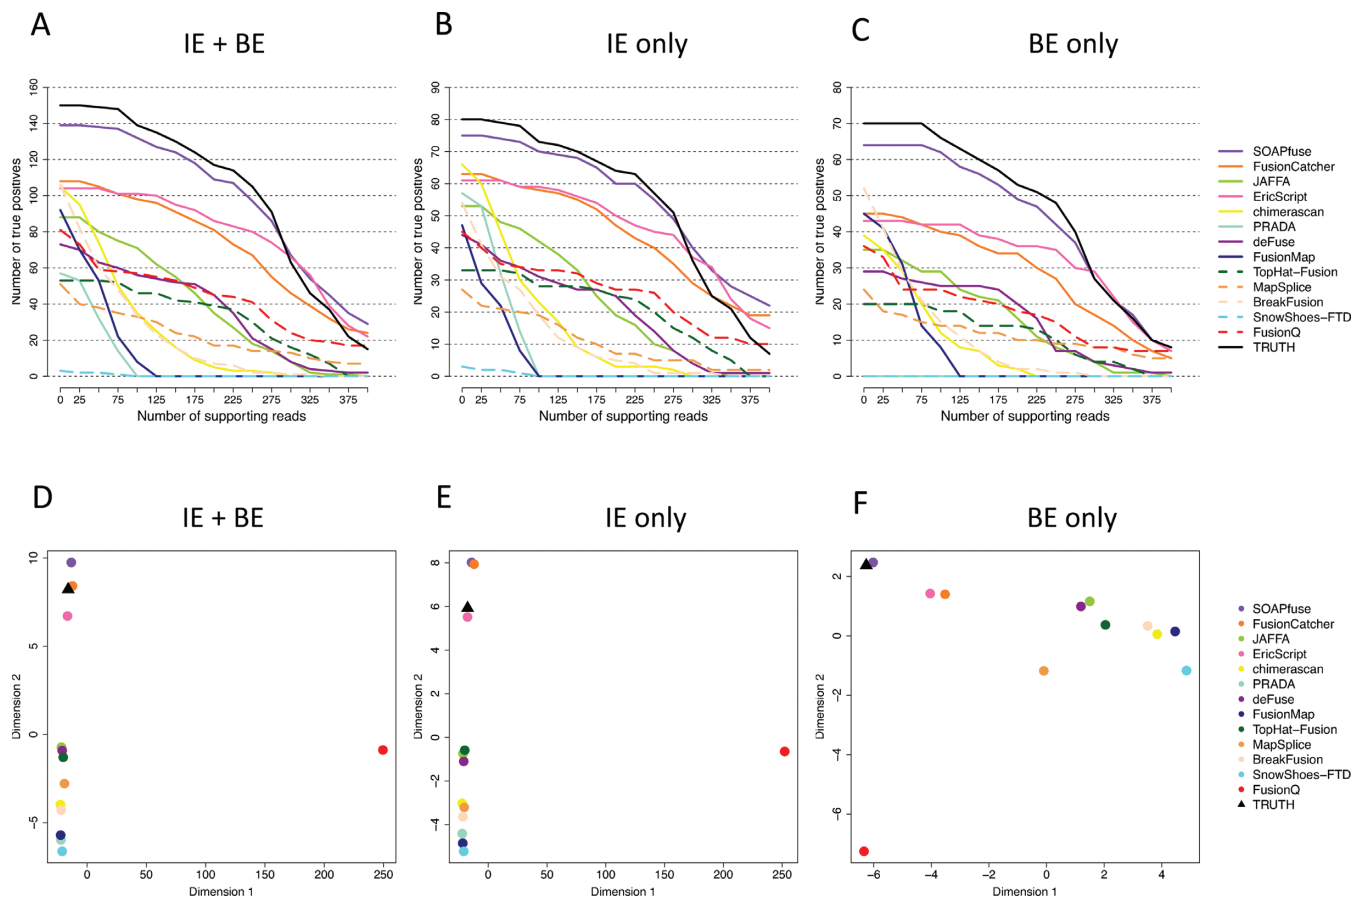 A
IE + BE
B
IE only
C
BE only
Number of true positives
160
140
120
100
80
60
40
20
0
0 25 75 125 175 225 275 325 375
Number of supporting reads
Number of true positives
90
80
70
60
50
40
30
20
10
0
0 25 75 125 175 225 275 325 375
Number of supporting reads
Number of true positives
80
70
60
50
40
30
20
10
0
0 25 75 125 175 225 275 325 375
Number of supporting reads
SOAPfuse
FusionCatcher
JAFFA
EricScript
chimerascan
PRADA
deFuse
FusionMap
TopHat−Fusion
MapSplice
BreakFusion
SnowShoes−FTD
FusionQ
TRUTH
D
IE + BE
E
IE only
F
BE only
Dimension 2
10
5
0
−5
0 50 100 150 200 250
Dimension 1
Dimension 2
8
6
4
2
0
−2
−4
0 50 100 150 200 250
Dimension 1
Dimension 2
2
0
−2
−4
−6
−6 −4 −2 0 2 4
Dimension 1
SOAPfuse
FusionCatcher
JAFFA
EricScript
chimerascan
PRADA
deFuse
FusionMap
TopHat−Fusion
MapSplice
BreakFusion
SnowShoes−FTD
FusionQ
TRUTH